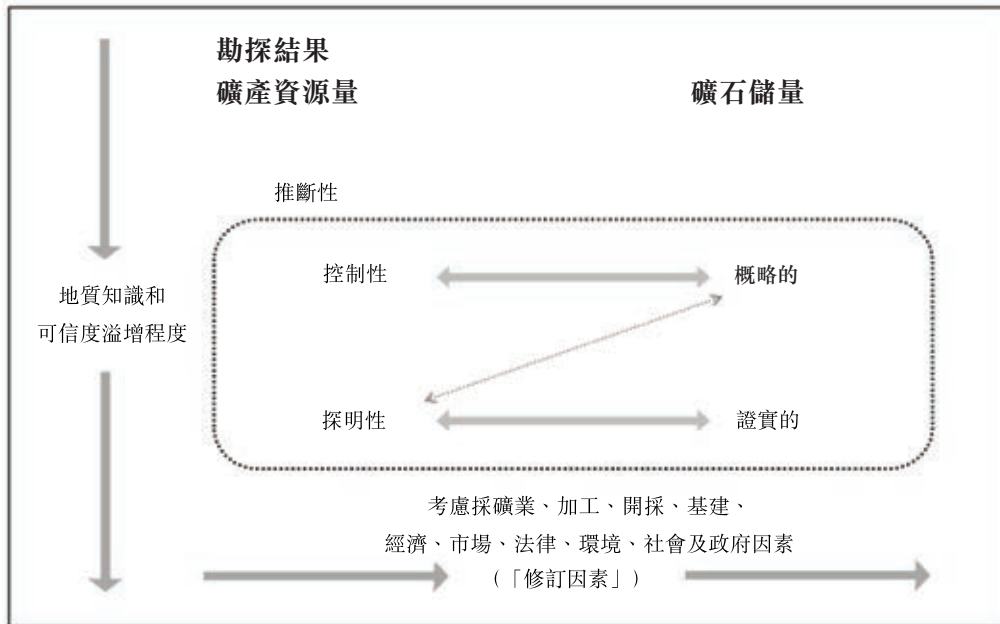 勘探結果
礦產資源量
礦石儲量
推斷性
控制性
概略的
地質知識和
可信度溢增程度
探明性
證實的
考慮採礦業、加工、開採、基建、
經濟、市場、法律、環境、社會及政府因素
(「修訂因素」)